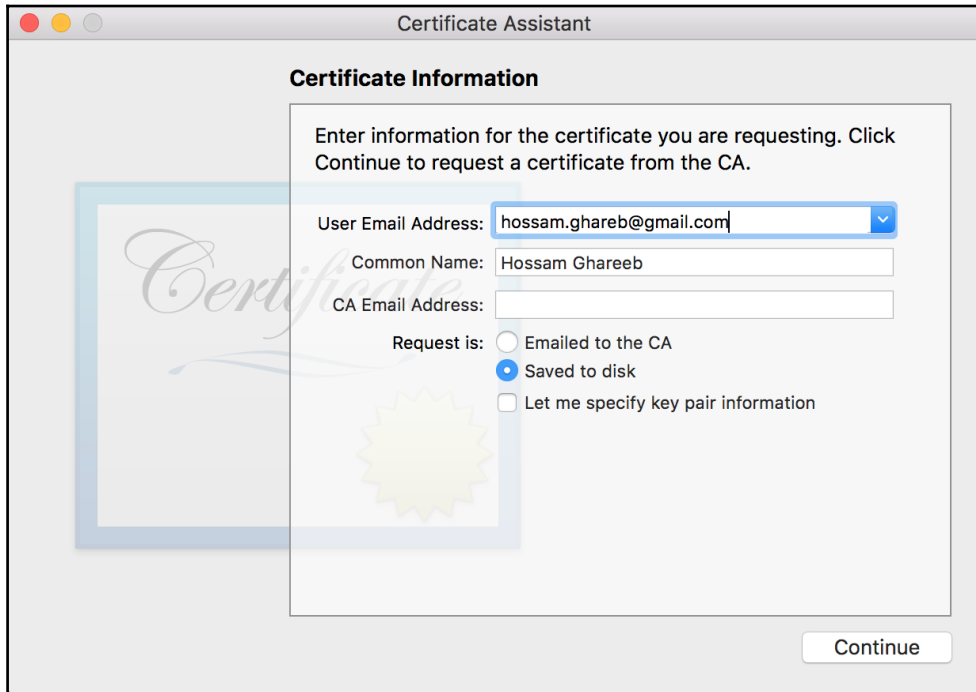 Certificate Assistant
Certificate Information
Enter information for the certificate you are requesting. Click
Continue to request a certificate from the CA.
Certificate
User Email Address: hossam.ghareb@gmail.com
Common Name: Hossam Ghareeb
CA Email Address:
Request is: Emailed to the CA
Saved to disk
Let me specify key pair information
Continue